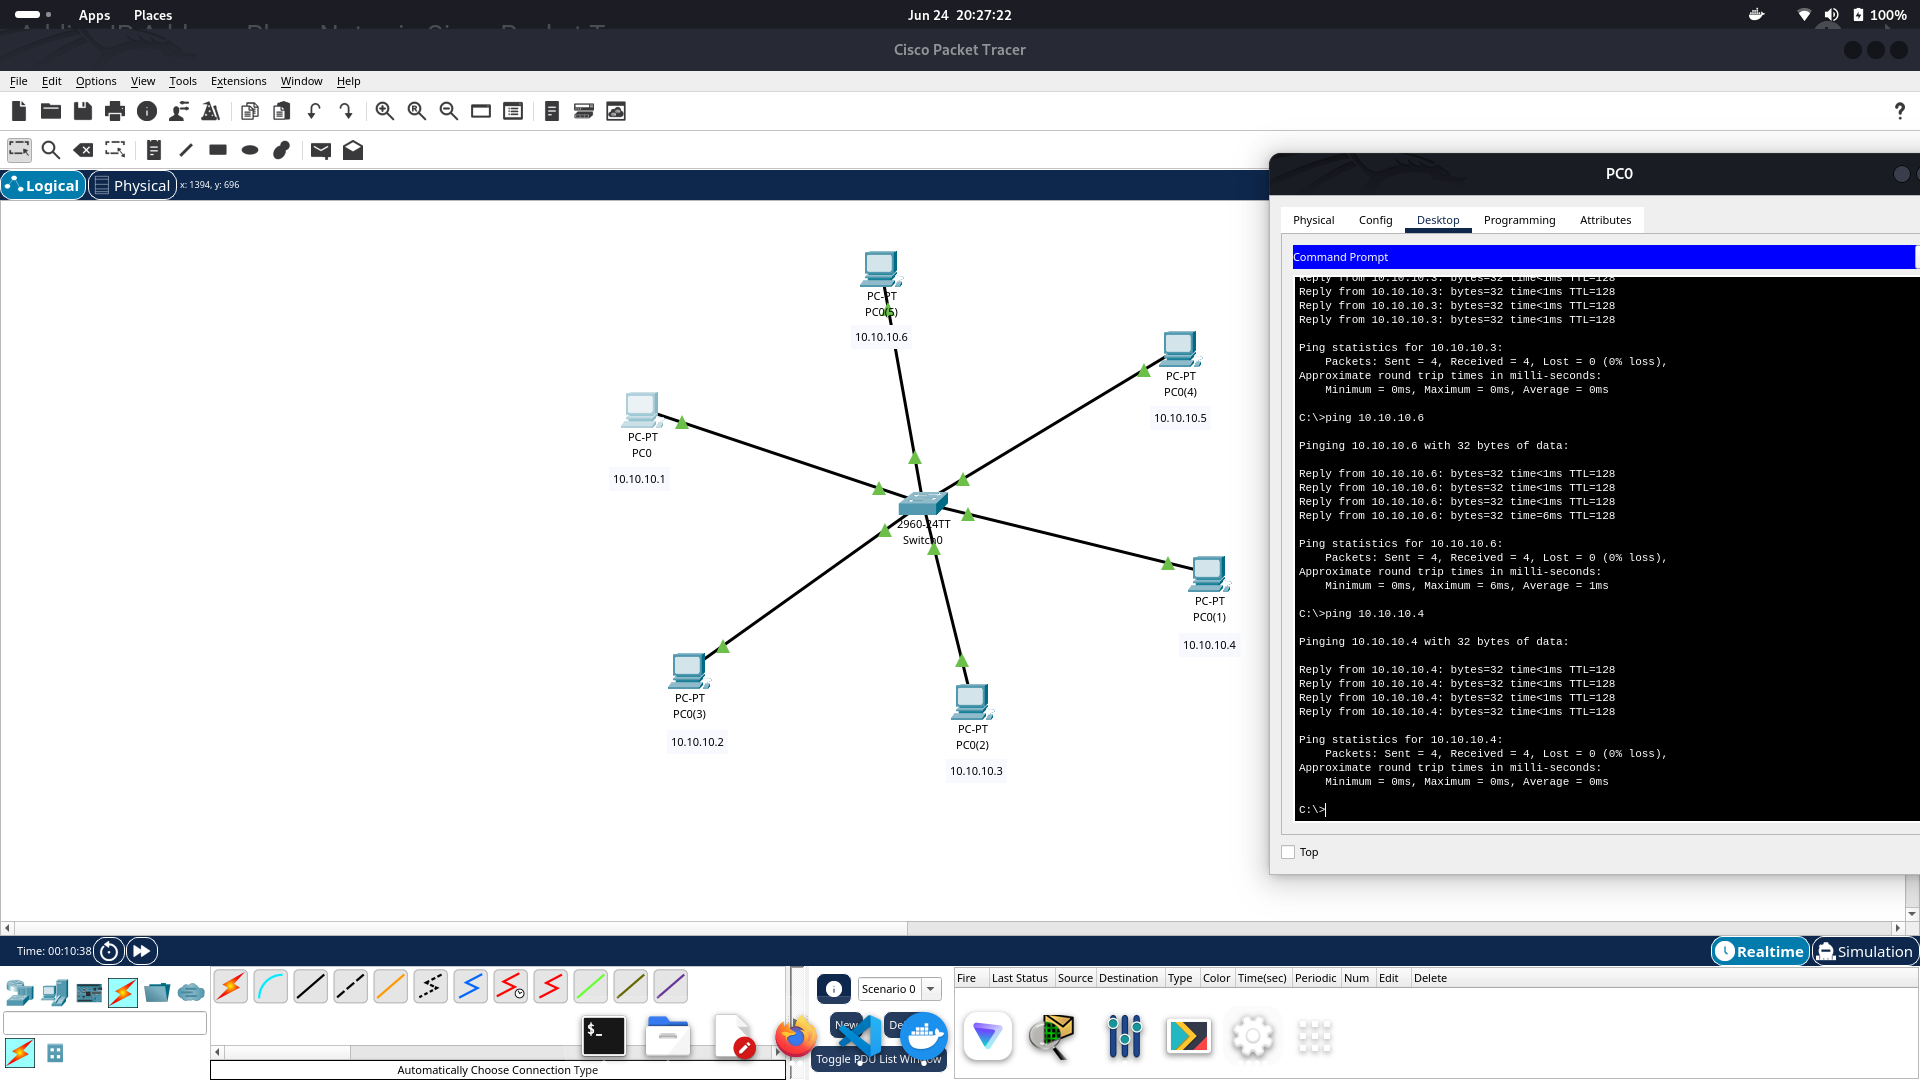 Apps Places
Jun 24 20:27:22
100%
Cisco Packet Tracer
File Edit Options View Tools Extensions Window Help
Logical Physical x: 1394, y: 696
PC-PT
PC0(5)
10.10.10.6
PC-PT
PC0(4)
10.10.10.5
PC-PT
PC0
10.10.10.1
2960-24TT
Switch0
PC-PT
PC0(1)
10.10.10.4
PC-PT
PC0(3)
10.10.10.2
PC-PT
PC0(2)
10.10.10.3
PC0
Physical Config Desktop Programming Attributes
Command Prompt
Reply from 10.10.10.3: bytes=32 time<1ms TTL=128
Reply from 10.10.10.3: bytes=32 time<1ms TTL=128
Reply from 10.10.10.3: bytes=32 time<1ms TTL=128
Reply from 10.10.10.3: bytes=32 time<1ms TTL=128
Ping statistics for 10.10.10.3:
Packets: Sent = 4, Received = 4, Lost = 0 (0% loss),
Approximate round trip times in milli-seconds:
Minimum = 0ms, Maximum = 0ms, Average = 0ms
C:\>ping 10.10.10.6
Pinging 10.10.10.6 with 32 bytes of data:
Reply from 10.10.10.6: bytes=32 time<1ms TTL=128
Reply from 10.10.10.6: bytes=32 time<1ms TTL=128
Reply from 10.10.10.6: bytes=32 time<1ms TTL=128
Reply from 10.10.10.6: bytes=32 time=6ms TTL=128
Ping statistics for 10.10.10.6:
Packets: Sent = 4, Received = 4, Lost = 0 (0% loss),
Approximate round trip times in milli-seconds:
Minimum = 0ms, Maximum = 6ms, Average = 1ms
C:\>ping 10.10.10.4
Pinging 10.10.10.4 with 32 bytes of data:
Reply from 10.10.10.4: bytes=32 time<1ms TTL=128
Reply from 10.10.10.4: bytes=32 time<1ms TTL=128
Reply from 10.10.10.4: bytes=32 time<1ms TTL=128
Reply from 10.10.10.4: bytes=32 time<1ms TTL=128
Ping statistics for 10.10.10.4:
Packets: Sent = 4, Received = 4, Lost = 0 (0% loss),
Approximate round trip times in milli-seconds:
Minimum = 0ms, Maximum = 0ms, Average = 0ms
C:\>
Top
Time: 00:10:38
Realtime Simulation
Scenario 0
New
Toggle PDU List Window
Fire Last Status Source Destination Type Color Time(sec) Periodic Num Edit Delete
$_
Automatically Choose Connection Type